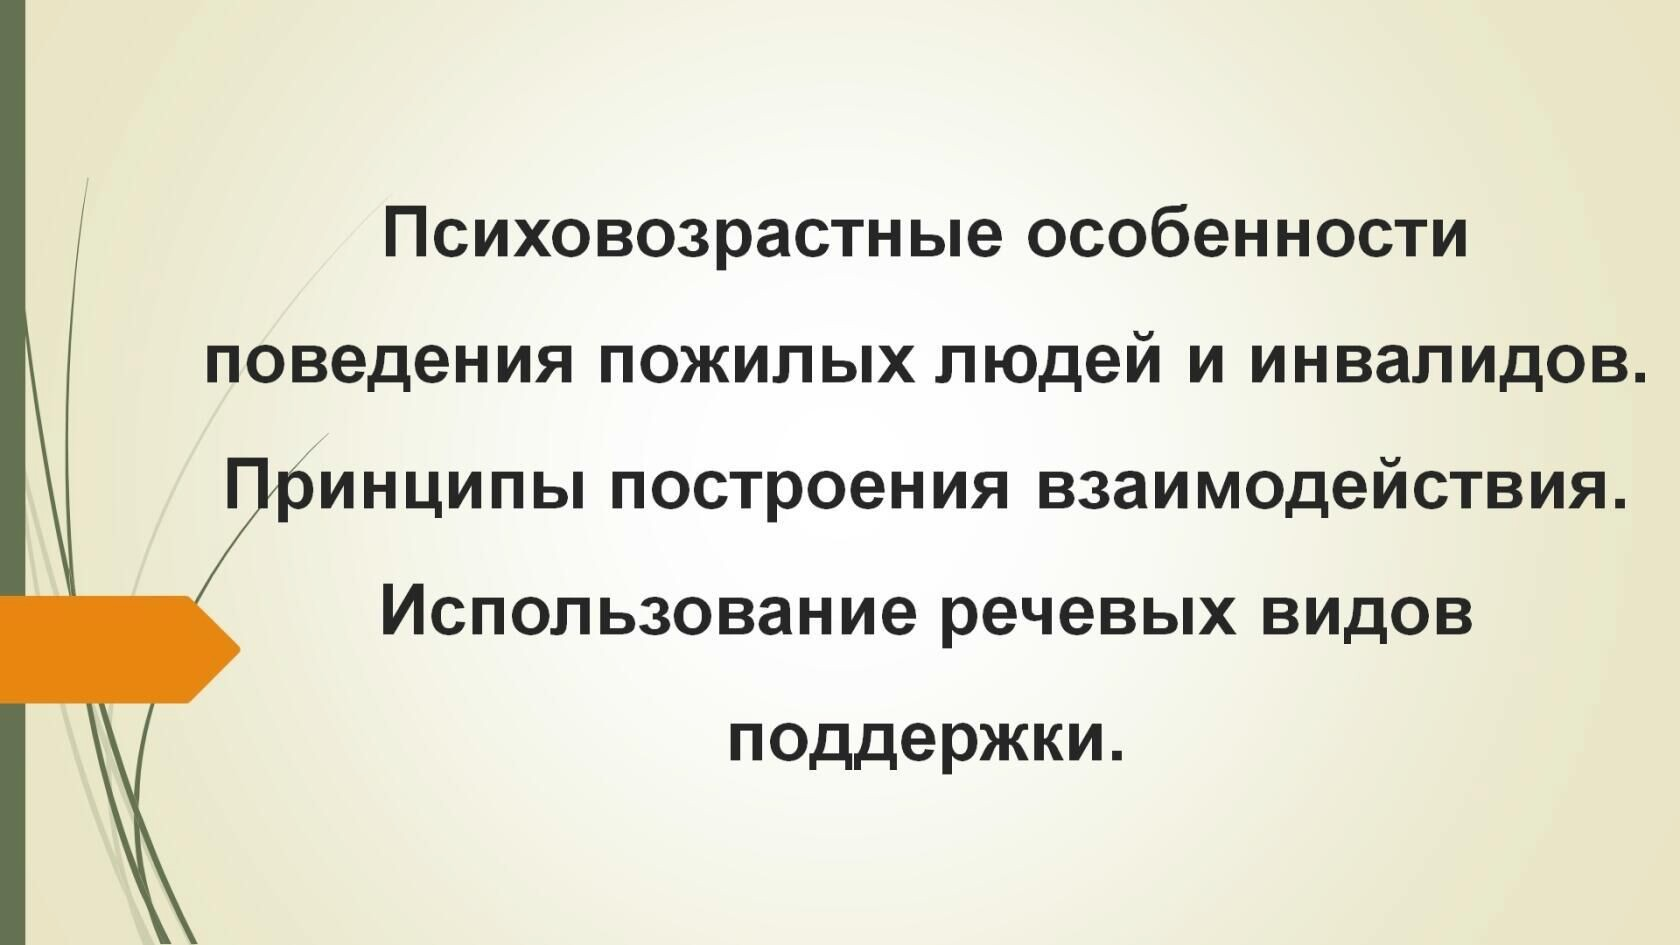 Психовозрастные особенности
поведения пожилых людей и инвалидов.
Принципы построения взаимодействия.
Использование речевых видов
поддержки.